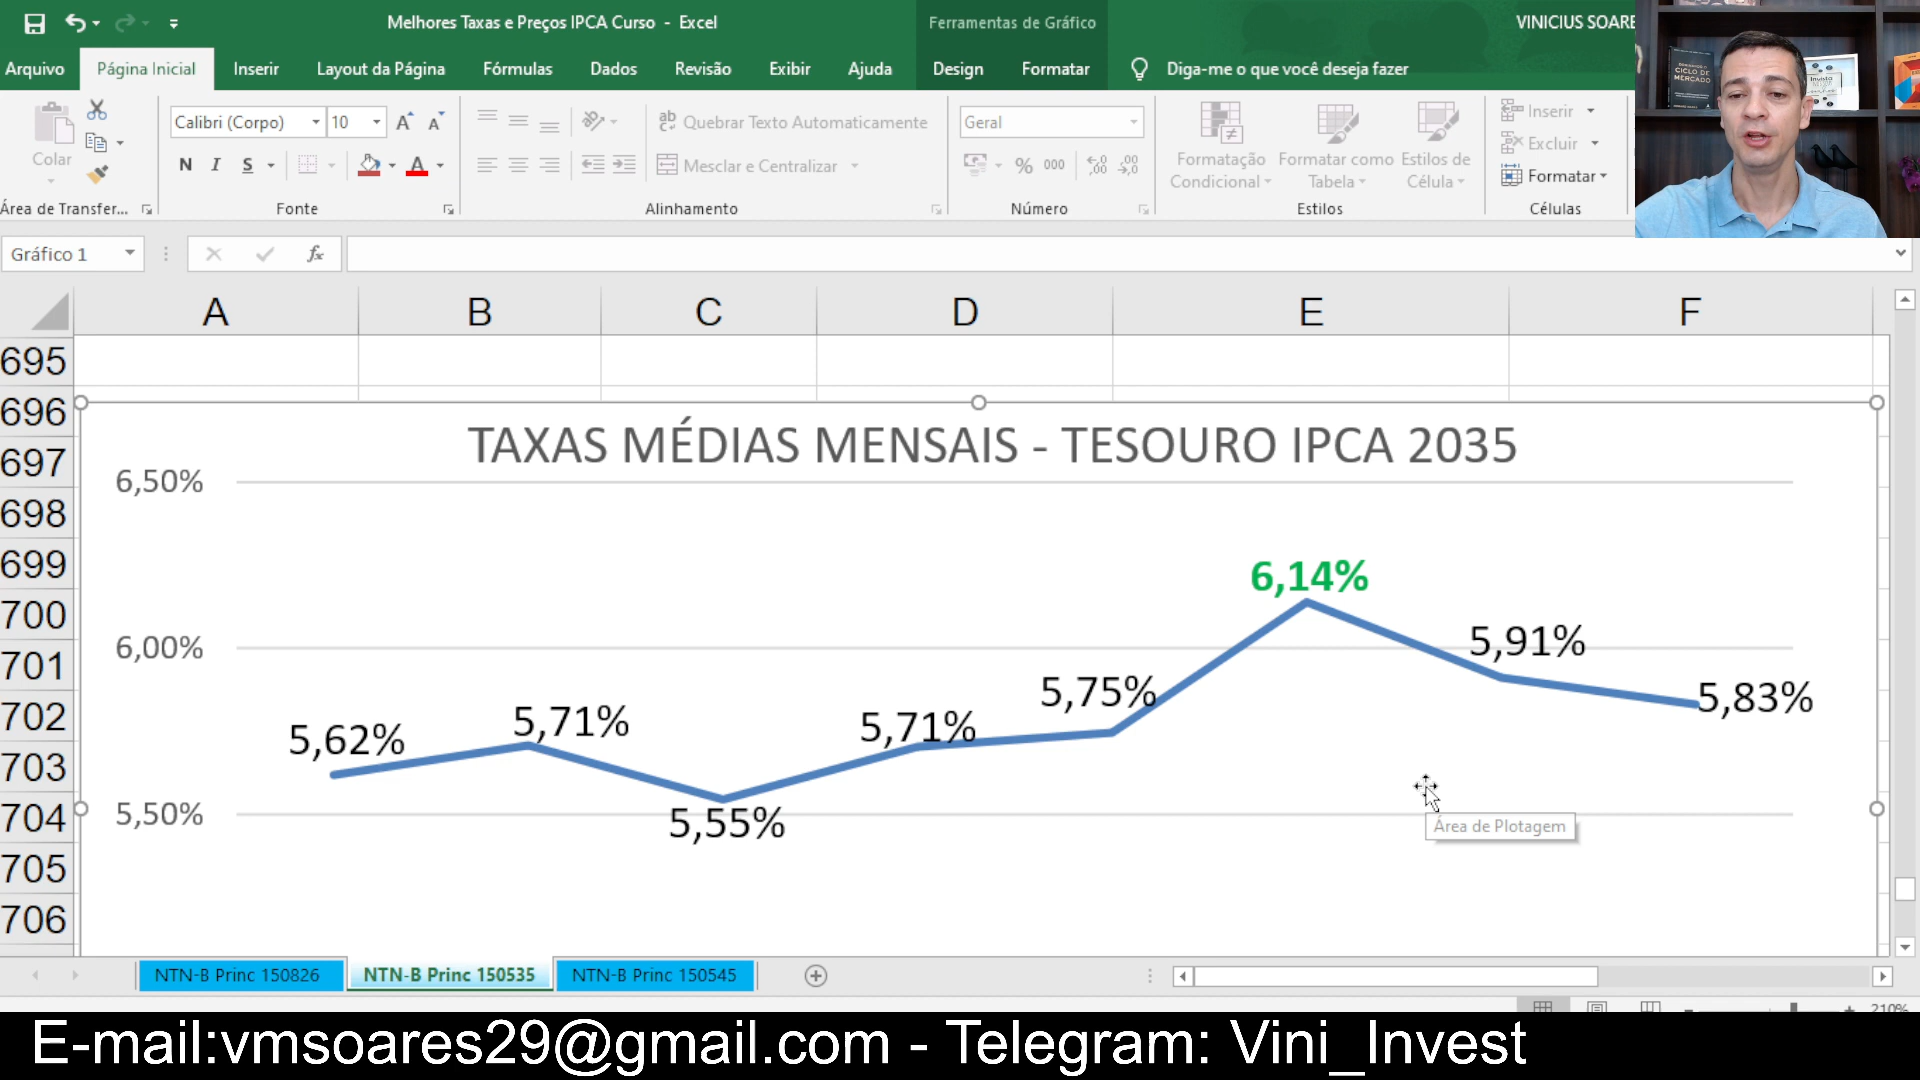 Melhores Taxas e Preços IPCA Curso - Excel
Ferramentas de Gráfico
VINICIUS SOARE
Arquivo Página Inicial Inserir Layout da Página Fórmulas Dados Revisão Exibir Ajuda Design Formatar Diga-me o que você deseja fazer
Colar
Área de Transfer...
Calibri (Corpo) 10
N I S
Fonte
Quebrar Texto Automaticamente
Mesclar e Centralizar
Alinhamento
Geral
% 000
Número
Formatação Condicional
Formatar como Tabela
Estilos de Célula
Estilos
Inserir
Excluir
Formatar
Células
CICLO DE
MERCADO
Gráfico 1
fx
A B C D E F
695
696
697
698
699
700
701
702
703
704
705
706
TAXAS MÉDIAS MENSAIS - TESOURO IPCA 2035
6,50%
6,00%
5,50%
5,62%
5,71%
5,55%
5,71%
5,75%
6,14%
5,91%
5,83%
Área de Plotagem
NTN-B Princ 150826 NTN-B Princ 150535 NTN-B Princ 150545
210%
E-mail:vmsoares29@gmail.com - Telegram: Vini_Invest